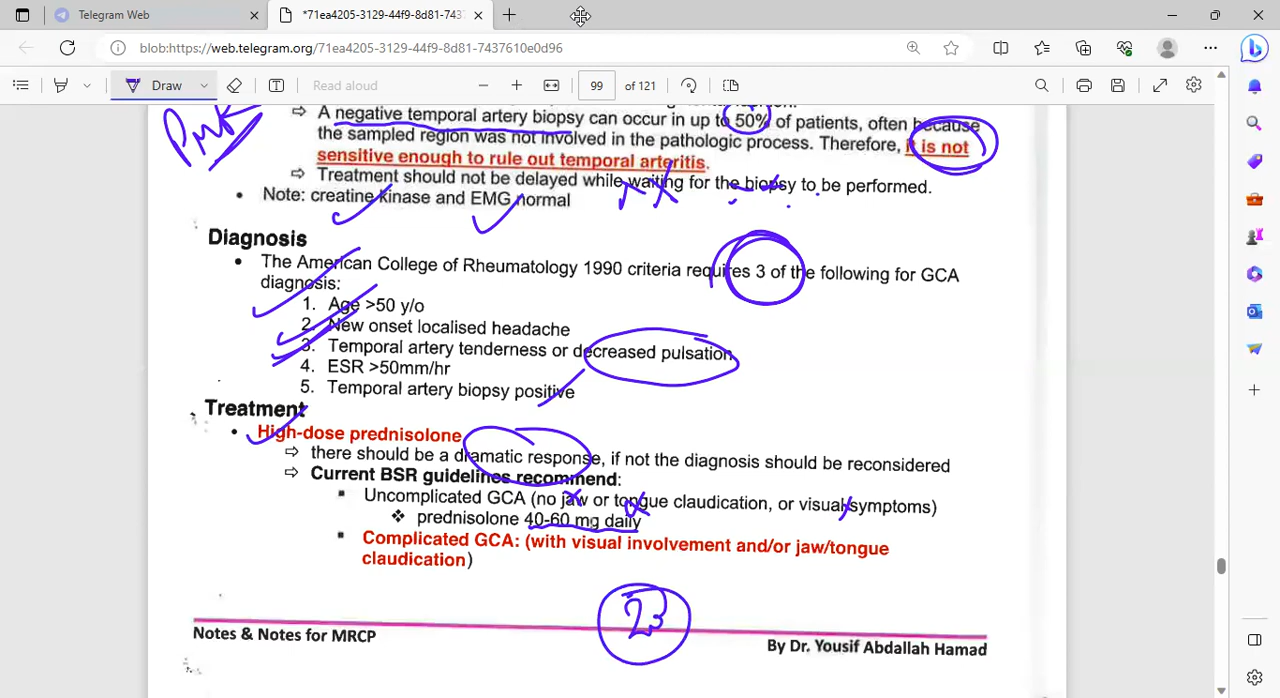 Telegram Web
*71ea4205-3129-44f9-8d81-7437
blob:https://web.telegram.org/71ea4205-3129-44f9-8d81-7437610e0d96
Draw
Read aloud
99 of 121
PMR
⇨ A negative temporal artery biopsy can occur in up to 50% of patients, often because
the sampled region was not involved in the pathologic process. Therefore, it is not
sensitive enough to rule out temporal arteritis.
⇨ Treatment should not be delayed while waiting for the biopsy to be performed.
• Note: creatine kinase and EMG normal
Diagnosis
• The American College of Rheumatology 1990 criteria requires 3 of the following for GCA
diagnosis:
1. Age >50 y/o
2. New onset localised headache
3. Temporal artery tenderness or decreased pulsation
4. ESR >50mm/hr
5. Temporal artery biopsy positive
Treatment
• High-dose prednisolone
⇨ there should be a dramatic response, if not the diagnosis should be reconsidered
⇨ Current BSR guidelines recommend:
▪ Uncomplicated GCA (no jaw or tongue claudication, or visual symptoms)
❖ prednisolone 40-60 mg daily
▪ Complicated GCA: (with visual involvement and/or jaw/tongue
claudication)
23
Notes & Notes for MRCP
By Dr. Yousif Abdallah Hamad